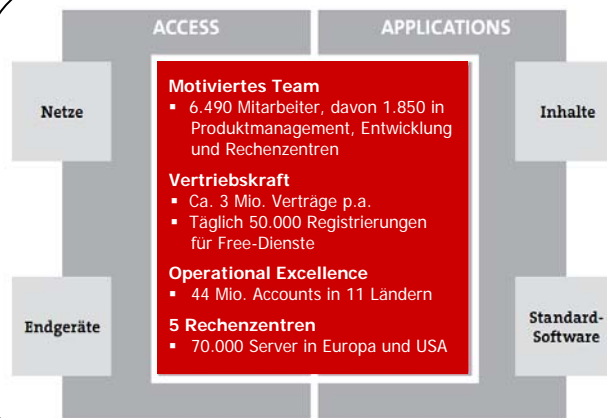 ACCESS
APPLICATIONS
Netze
Endgeräte
Motiviertes Team
▪ 6.490 Mitarbeiter, davon 1.850 in
Produktmanagement, Entwicklung
und Rechenzentren
Vertriebskraft
▪ Ca. 3 Mio. Verträge p.a.
▪ Täglich 50.000 Registrierungen
für Free-Dienste
Operational Excellence
▪ 44 Mio. Accounts in 11 Ländern
5 Rechenzentren
▪ 70.000 Server in Europa und USA
Inhalte
Standard-
Software